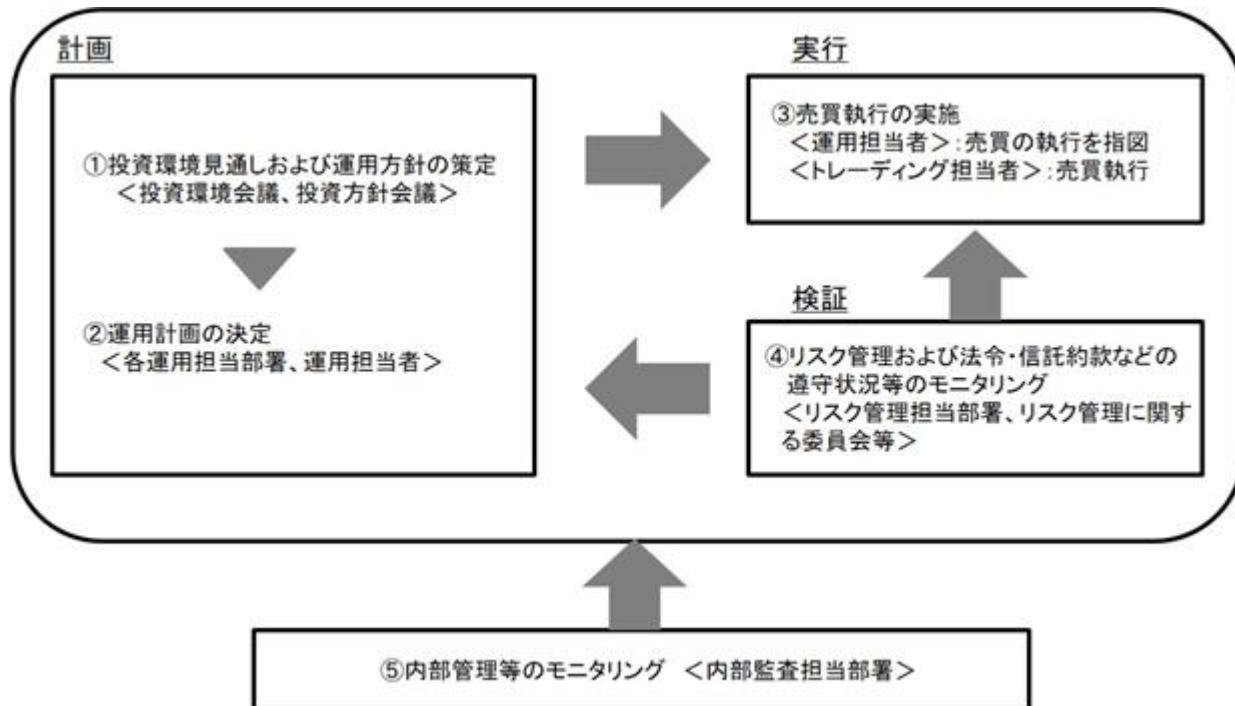 計画
①投資環境見通しおよび運用方針の策定
＜投資環境会議、投資方針会議＞
②運用計画の決定
＜各運用担当部署、運用担当者＞
実行
③売買執行の実施
＜運用担当者＞：売買の執行を指図
＜トレーディング担当者＞：売買執行
検証
④リスク管理および法令・信託約款などの
遵守状況等のモニタリング
＜リスク管理担当部署、リスク管理に関す
る委員会等＞
⑤内部管理等のモニタリング　＜内部監査担当部署＞